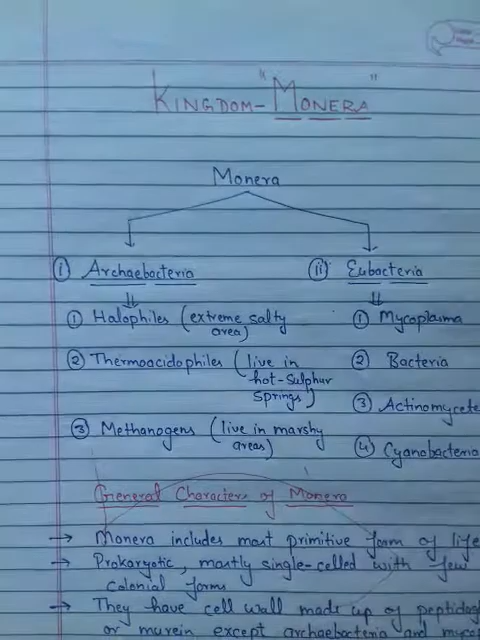 KINGDOM- "MONERA"
Monera
(i) Archaebacteria
(ii) Eubacteria
① Halophiles (extreme salty area)
① Mycoplasma
② Thermoacidophiles (live in hot-sulphur springs)
② Bacteria
③ Actinomycete
③ Methanogens (live in marshy areas)
④ Cyanobacteria
General Characters of Monera
→ Monera includes most primitive form of life
→ Prokaryotic, mostly single-celled with few
colonial forms
→ They have cell wall made up of peptidog
or murein except archaebacteria and myco